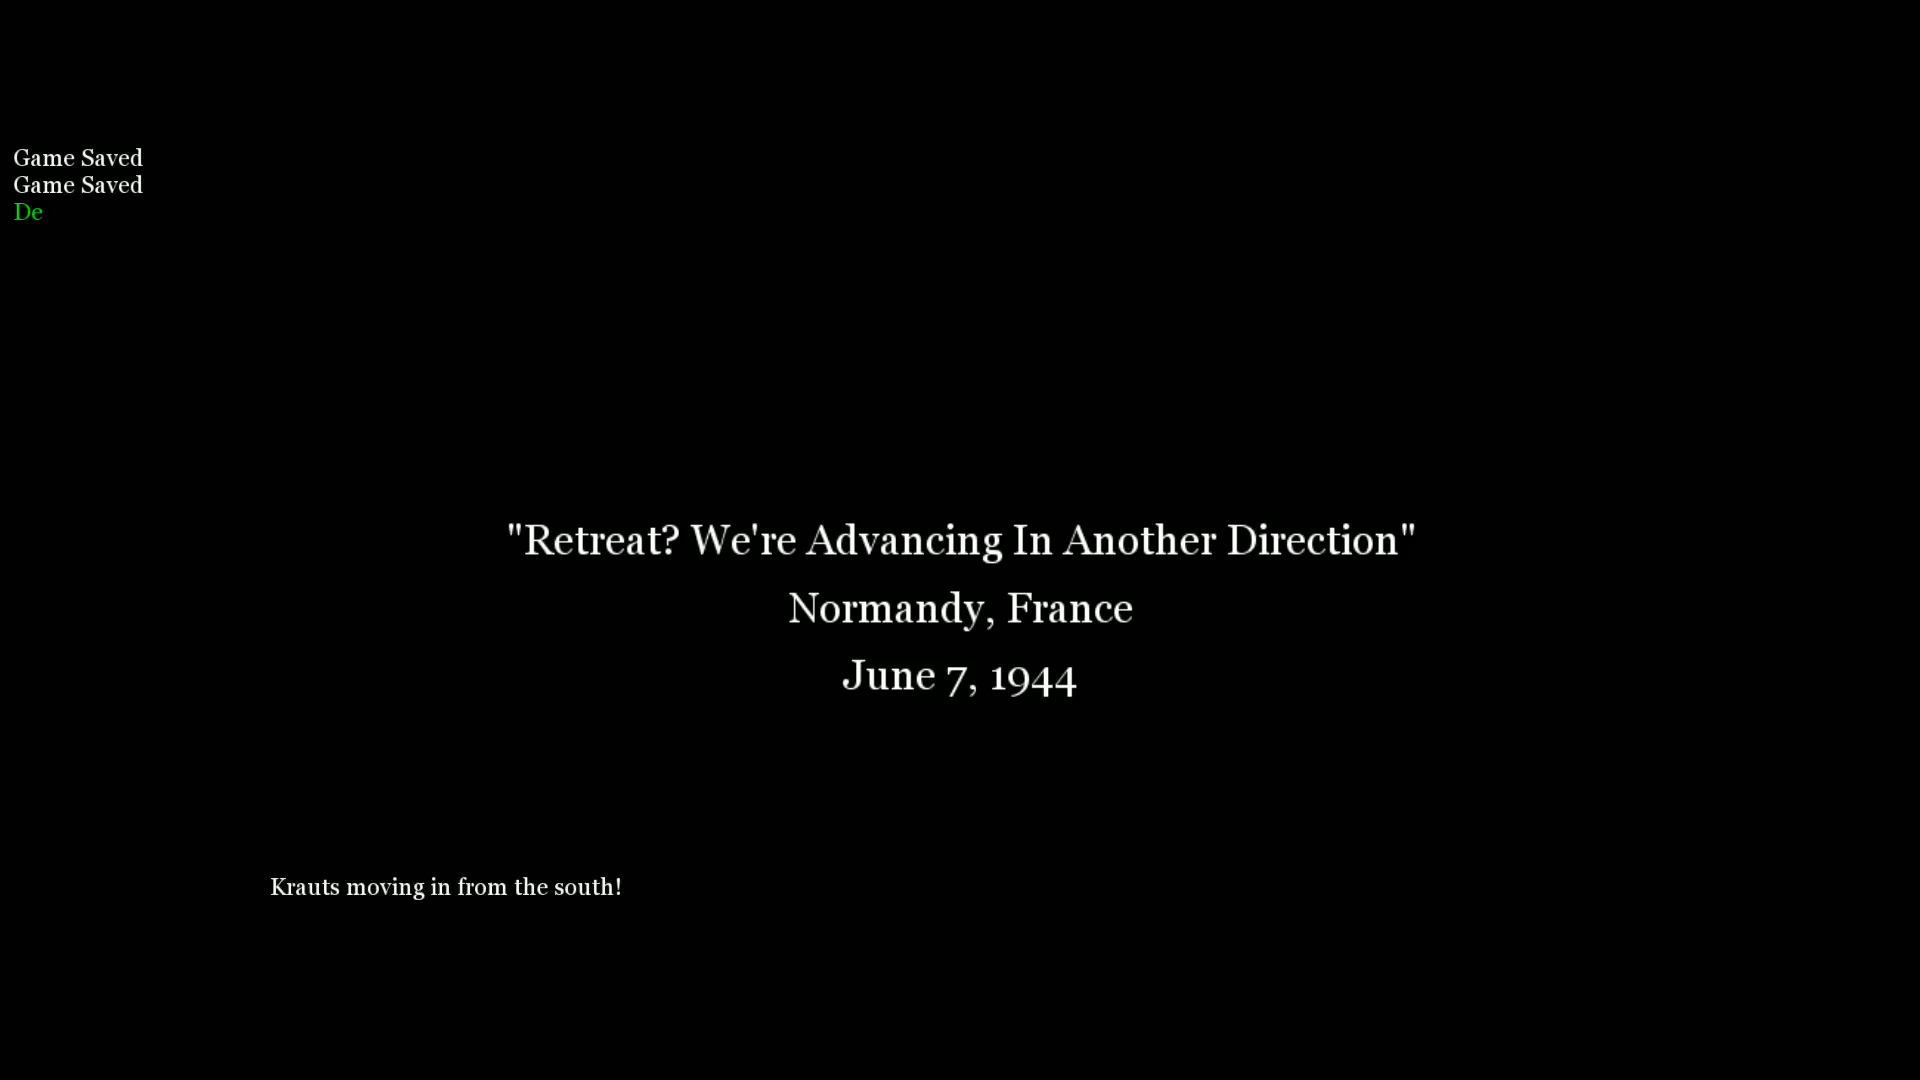 Game Saved
Game Saved
De
"Retreat? We're Advancing In Another Direction"
Normandy, France
June 7, 1944
Krauts moving in from the south!